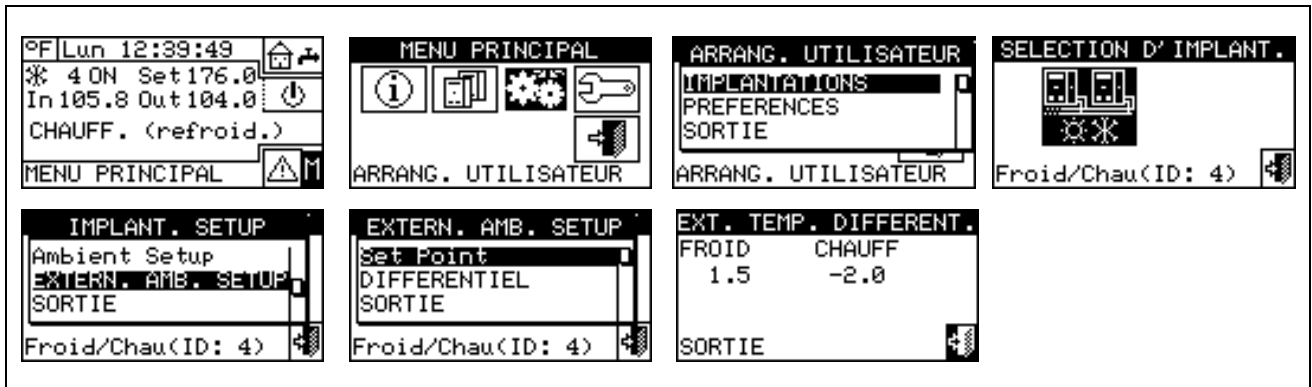 °F Lun 12:39:49
4 ON Set 176.0
In 105.8 Out 104.0
CHAUFF. (refroid.)
MENU PRINCIPAL M
MENU PRINCIPAL
ARRANG. UTILISATEUR
ARRANG. UTILISATEUR
IMPLANTATIONS
PREFERENCES
SORTIE
ARRANG. UTILISATEUR
SELECTION D'IMPLANT.
Froid/Chau(ID: 4)
IMPLANT. SETUP
Ambient Setup
EXTERN. AMB. SETUP
SORTIE
Froid/Chau(ID: 4)
EXTERN. AMB. SETUP
Set Point
DIFFERENTIEL
SORTIE
Froid/Chau(ID: 4)
EXT. TEMP. DIFFERENT.
FROID CHAUFF
1.5 -2.0
SORTIE